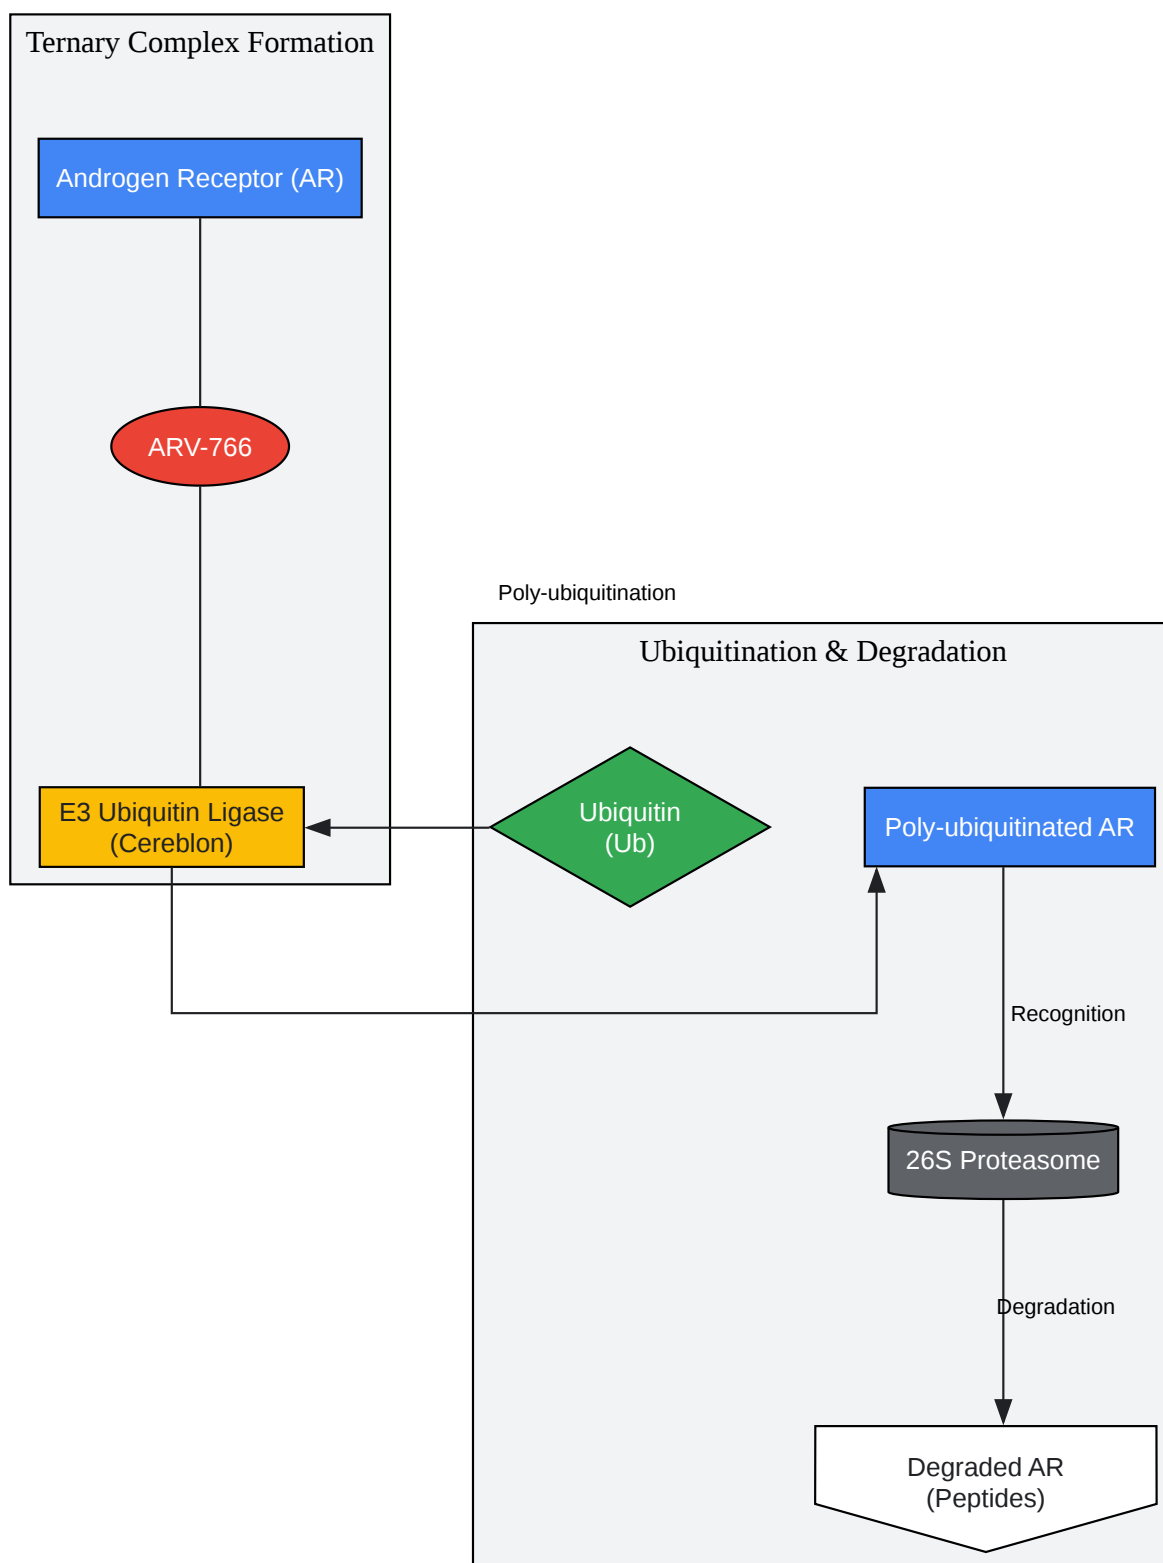 Ternary Complex Formation
Androgen Receptor (AR)
ARV-766
E3 Ubiquitin Ligase
(Cereblon)
Poly-ubiquitination
Ubiquitination & Degradation
Ubiquitin
(Ub)
Poly-ubiquitinated AR
Recognition
26S Proteasome
Degradation
Degraded AR
(Peptides)